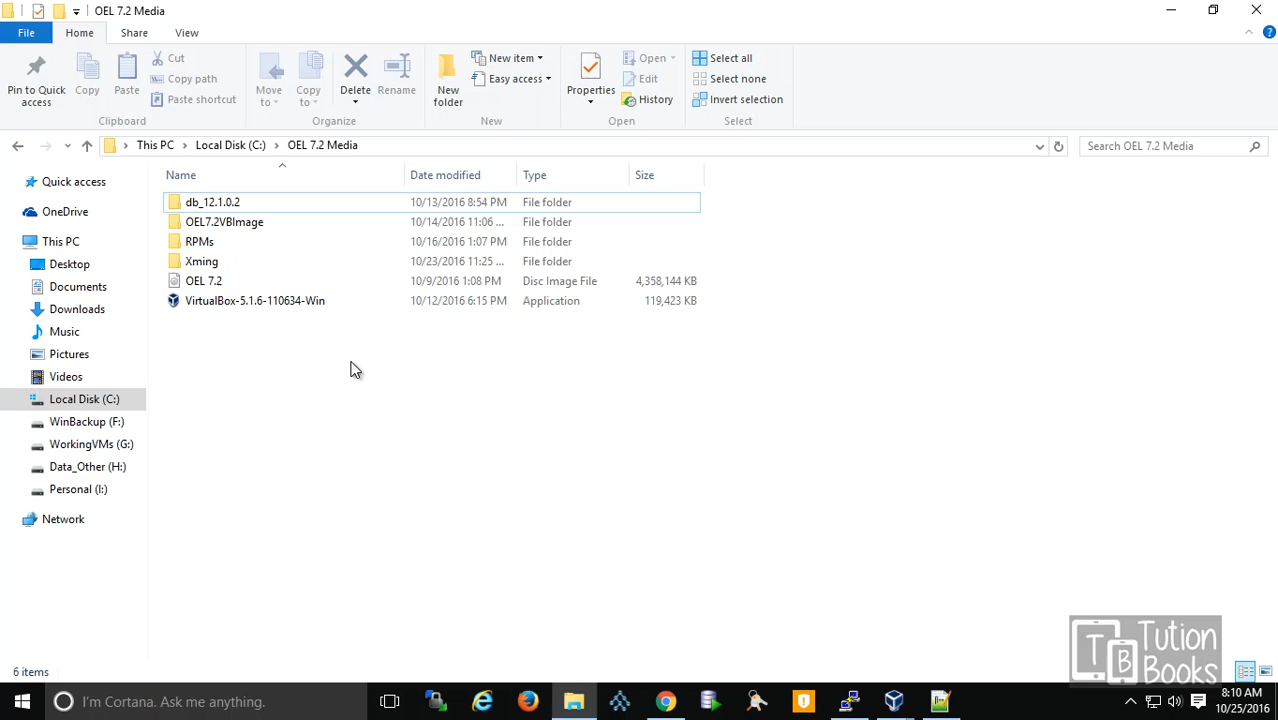 OEL 7.2 Media
File Home Share View
Pin to Quick access
Copy
Paste
Cut
Copy path
Paste shortcut
Move to
Copy to
Delete
Rename
New folder
New item
Easy access
Properties
Open
Edit
History
Select all
Select none
Invert selection
Clipboard Organize New Open Select
This PC Local Disk (C:) OEL 7.2 Media Search OEL 7.2 Media
Name Date modified Type Size
db_12.1.0.2 10/13/2016 8:54 PM File folder
OEL7.2VBImage 10/14/2016 11:06 ... File folder
RPMs 10/16/2016 1:07 PM File folder
Xming 10/23/2016 11:25 ... File folder
OEL 7.2 10/9/2016 1:08 PM Disc Image File 4,358,144 KB
VirtualBox-5.1.6-110634-Win 10/12/2016 6:15 PM Application 119,423 KB
Quick access
OneDrive
This PC
Desktop
Documents
Downloads
Music
Pictures
Videos
Local Disk (C:)
WinBackup (F:)
WorkingVMs (G:)
Data_Other (H:)
Personal (I:)
Network
6 items
TB Tution Books
I'm Cortana. Ask me anything.
8:10 AM
10/25/2016